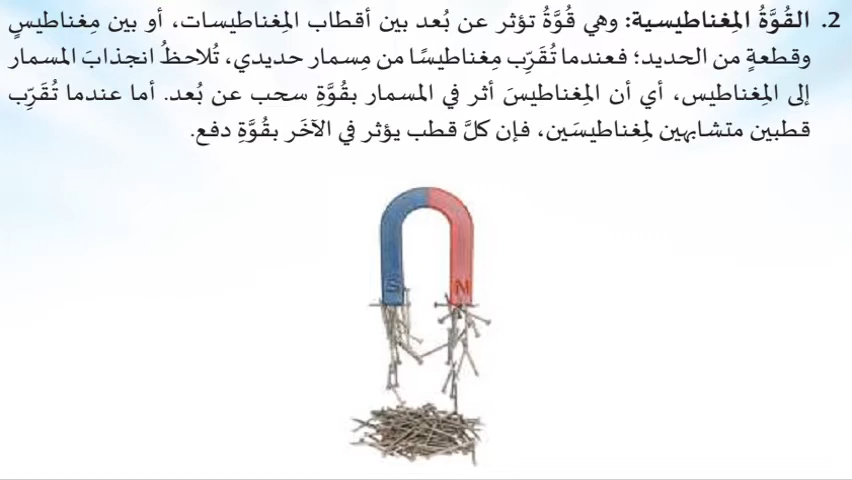 2. القُوَّةُ المِغناطيسية: وهي قُوَّةٌ تؤثر عن بُعد بين أقطاب المِغناطيسات، أو بين مِغناطيسٍ
وقطعةٍ من الحديد؛ فعندما تُقَرِّب مِغناطيسًا من مِسمار حديدي، تُلاحظُ انجذابَ المسمار
إلى المِغناطيس، أي أن المِغناطيسَ أثر في المسمار بقُوَّةِ سحب عن بُعد. أما عندما تُقَرِّب
قطبين متشابهين لمِغناطيسَين، فإن كلَّ قطب يؤثر في الآخَر بقُوَّةِ دفع.
S N